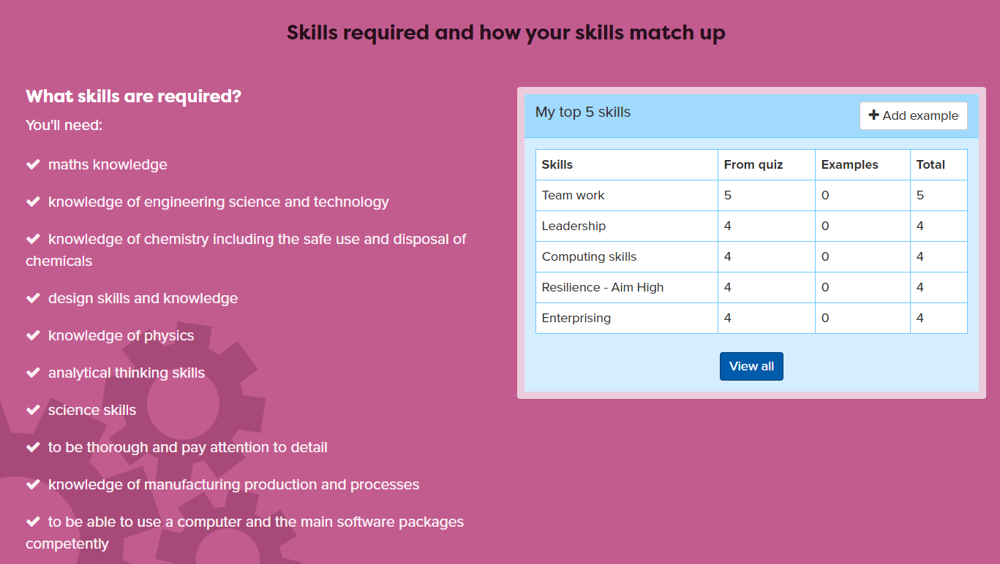 Skills required and how your skills match up
What skills are required?
You'll need:
maths knowledge
knowledge of engineering science and technology
knowledge of chemistry including the safe use and disposal of
chemicals
design skills and knowledge
knowledge of physics
analytical thinking skills
science skills
to be thorough and pay attention to detail
knowledge of manufacturing production and processes
to be able to use a computer and the main software packages
competently
My top 5 skills
Add example
Skills From quiz Examples Total
Team work 5 0 5
Leadership 4 0 4
Computing skills 4 0 4
Resilience - Aim High 4 0 4
Enterprising 4 0 4
View all